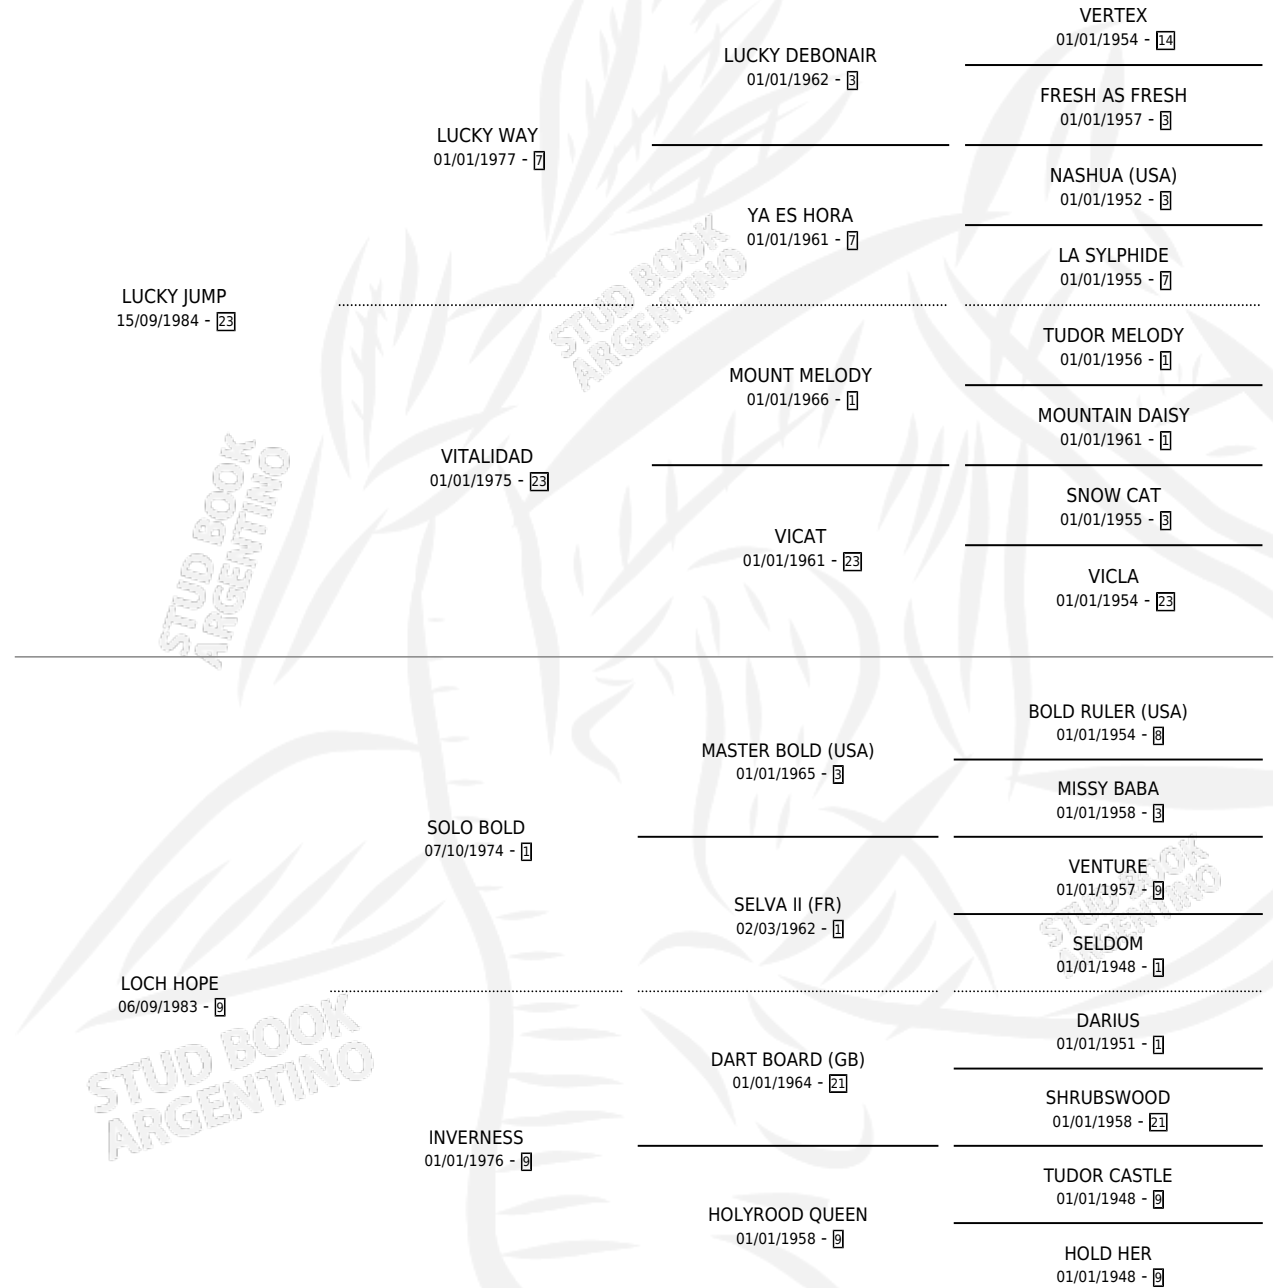 VERTEX
01/01/1954 - 14
LUCKY DEBONAIR
01/01/1962 - 3
FRESH AS FRESH
01/01/1957 - 3
LUCKY WAY
01/01/1977 - 7
NASHUA (USA)
01/01/1952 - 3
YA ES HORA
01/01/1961 - 7
LA SYLPHIDE
01/01/1955 - 7
LUCKY JUMP
15/09/1984 - 23
STUD BOOK
ARGENTINO
TUDOR MELODY
01/01/1956 - 1
MOUNT MELODY
01/01/1966 - 1
MOUNTAIN DAISY
01/01/1961 - 1
VITALIDAD
01/01/1975 - 23
SNOW CAT
01/01/1955 - 3
VICAT
01/01/1961 - 23
VICLA
01/01/1954 - 23
STUD BOOK
ARGENTINO
BOLD RULER (USA)
01/01/1954 - 8
MASTER BOLD (USA)
01/01/1965 - 3
MISSY BABA
01/01/1958 - 3
SOLO BOLD
07/10/1974 - 1
VENTURE
01/01/1957 - 9
SELVA II (FR)
02/03/1962 - 1
SELDOM
01/01/1948 - 1
STUD BOOK
ARGENTINO
LOCH HOPE
06/09/1983 - 9
STUD BOOK
ARGENTINO
DARIUS
01/01/1951 - 1
DART BOARD (GB)
01/01/1964 - 21
SHRUBSWOOD
01/01/1958 - 21
INVERNESS
01/01/1976 - 9
TUDOR CASTLE
01/01/1948 - 9
HOLYROOD QUEEN
01/01/1958 - 9
HOLD HER
01/01/1948 - 9